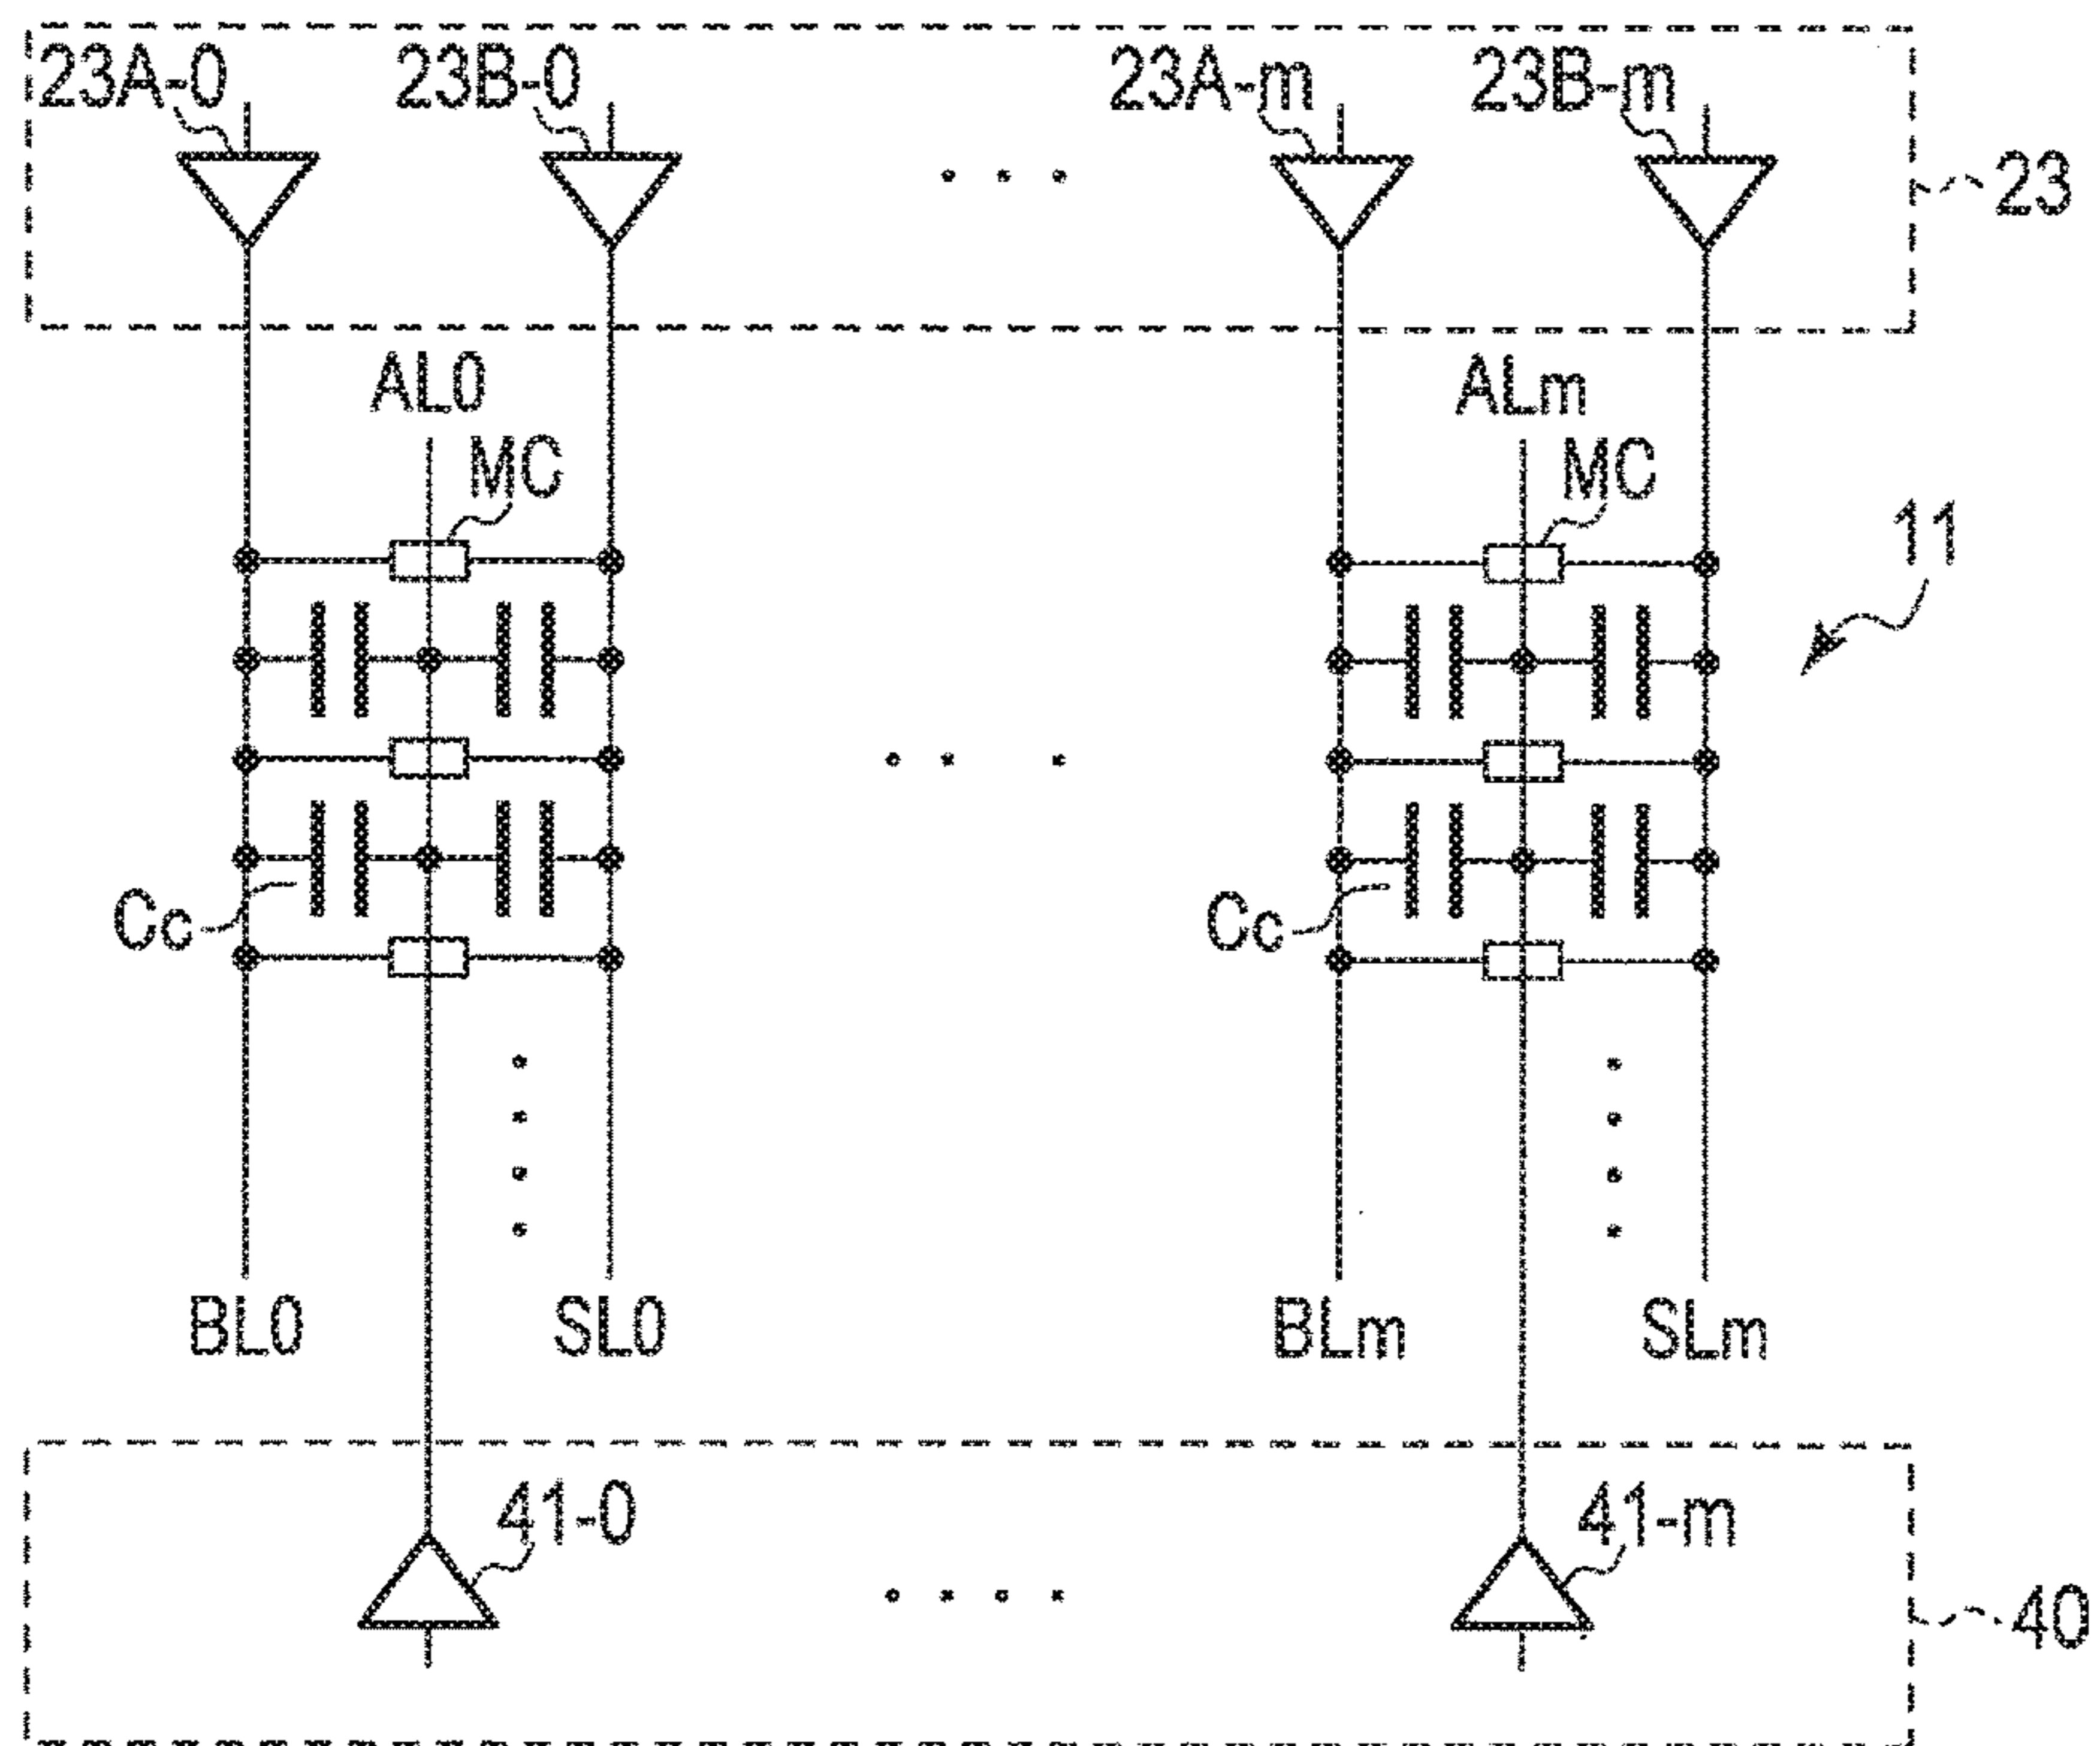 23A-0 23B-0 23A-m 23B-m
23
AL0 ALm
MC MC
11
Cc Cc
BL0 SL0 BLm SLm
41-0 41-m
40